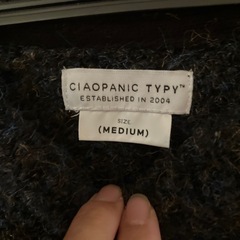 CIAOPANIC TYPY™
ESTABLISHED IN 2004
SIZE
(MEDIUM)